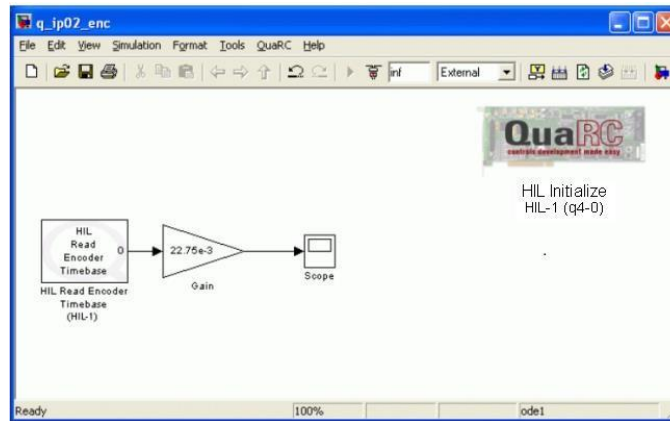 q_ip02_enc
File Edit View Simulation Format Tools QuaRC Help
inf External
QuaRC
controls development made easy
HIL Initialize
HIL-1 (q4-0)
HIL
Read
Encoder
Timebase
0
22.75e-3
Scope
Gain
HIL Read Encoder
Timebase
(HIL-1)
Ready 100% ode1